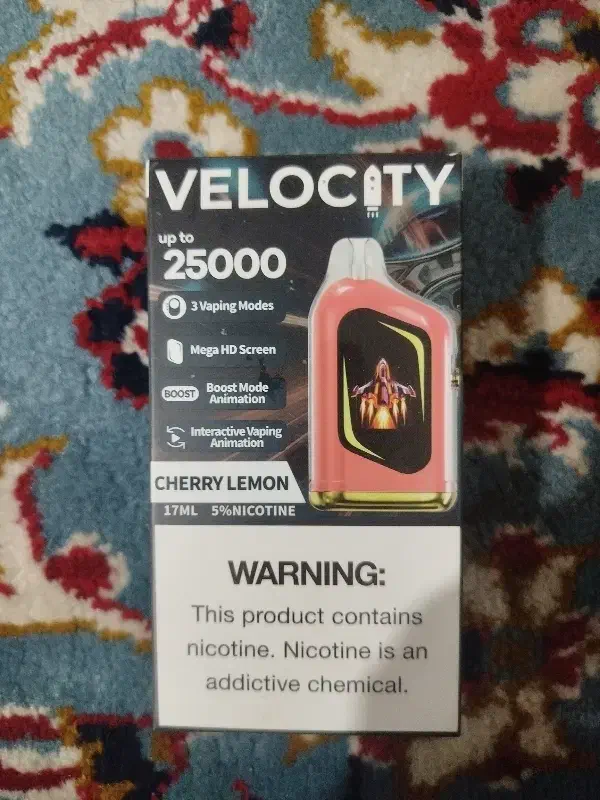 VELOCITY
up to
25000
3 Vaping Modes
Mega HD Screen
BOOST
Boost Mode
Animation
Interactive Vaping
Animation
CHERRY LEMON
17ML 5%NICOTINE
WARNING:
This product contains
nicotine. Nicotine is an
addictive chemical.